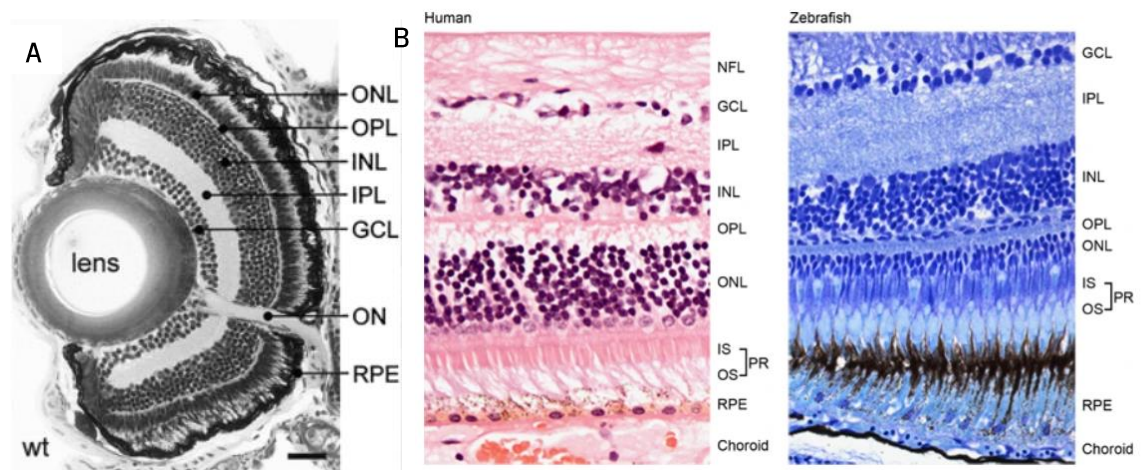 A
ONL
OPL
INL
IPL
GCL
ON
RPE
lens
wt
B
Human
NFL
GCL
IPL
INL
OPL
ONL
IS
PR
OS
RPE
Choroid
Zebrafish
GCL
IPL
INL
OPL
ONL
IS
PR
OS
RPE
Choroid